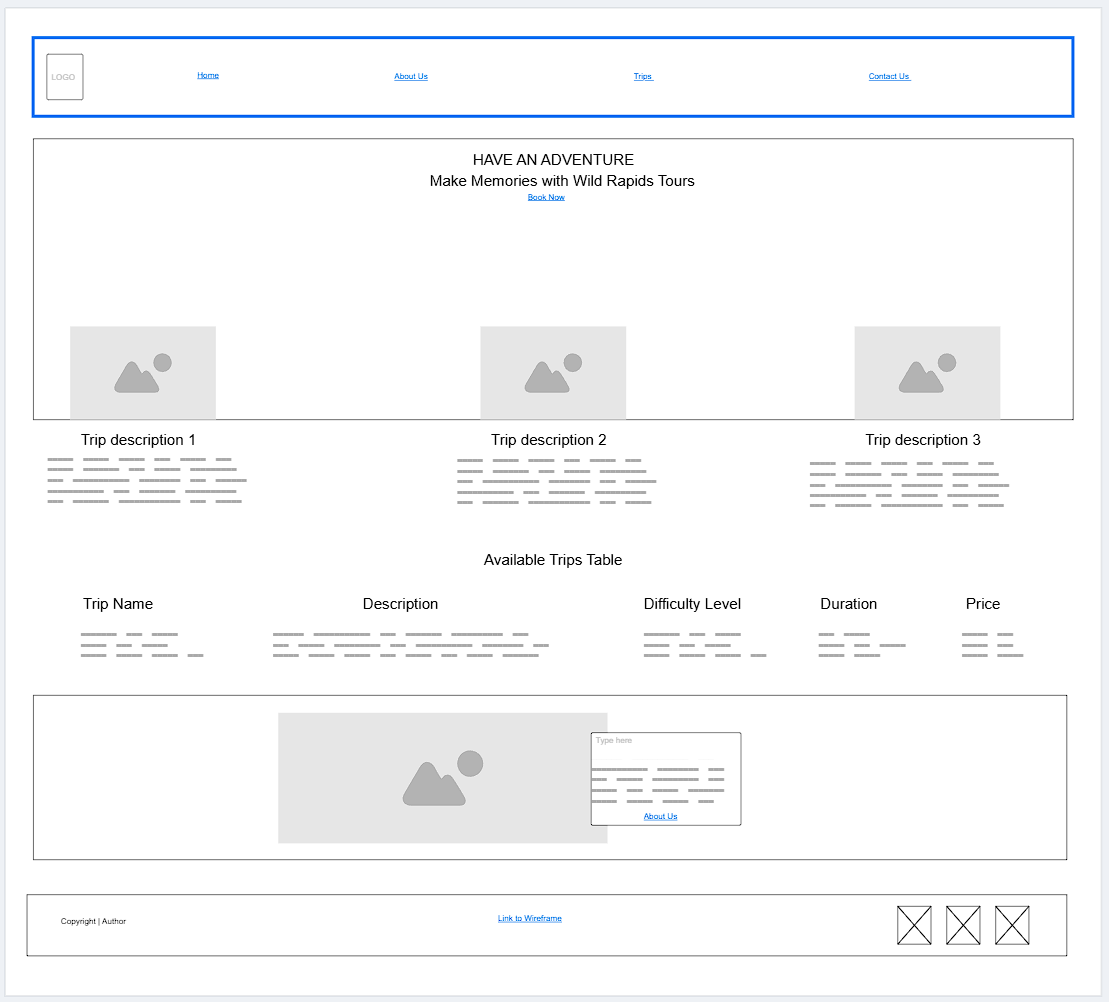 LOGO
Home
About Us
Trips
Contact Us
HAVE AN ADVENTURE
Make Memories with Wild Rapids Tours
Book Now
Trip description 1
Trip description 2
Trip description 3
Available Trips Table
Trip Name
Description
Difficulty Level
Duration
Price
Type here
About Us
Copyright | Author
Link to Wireframe